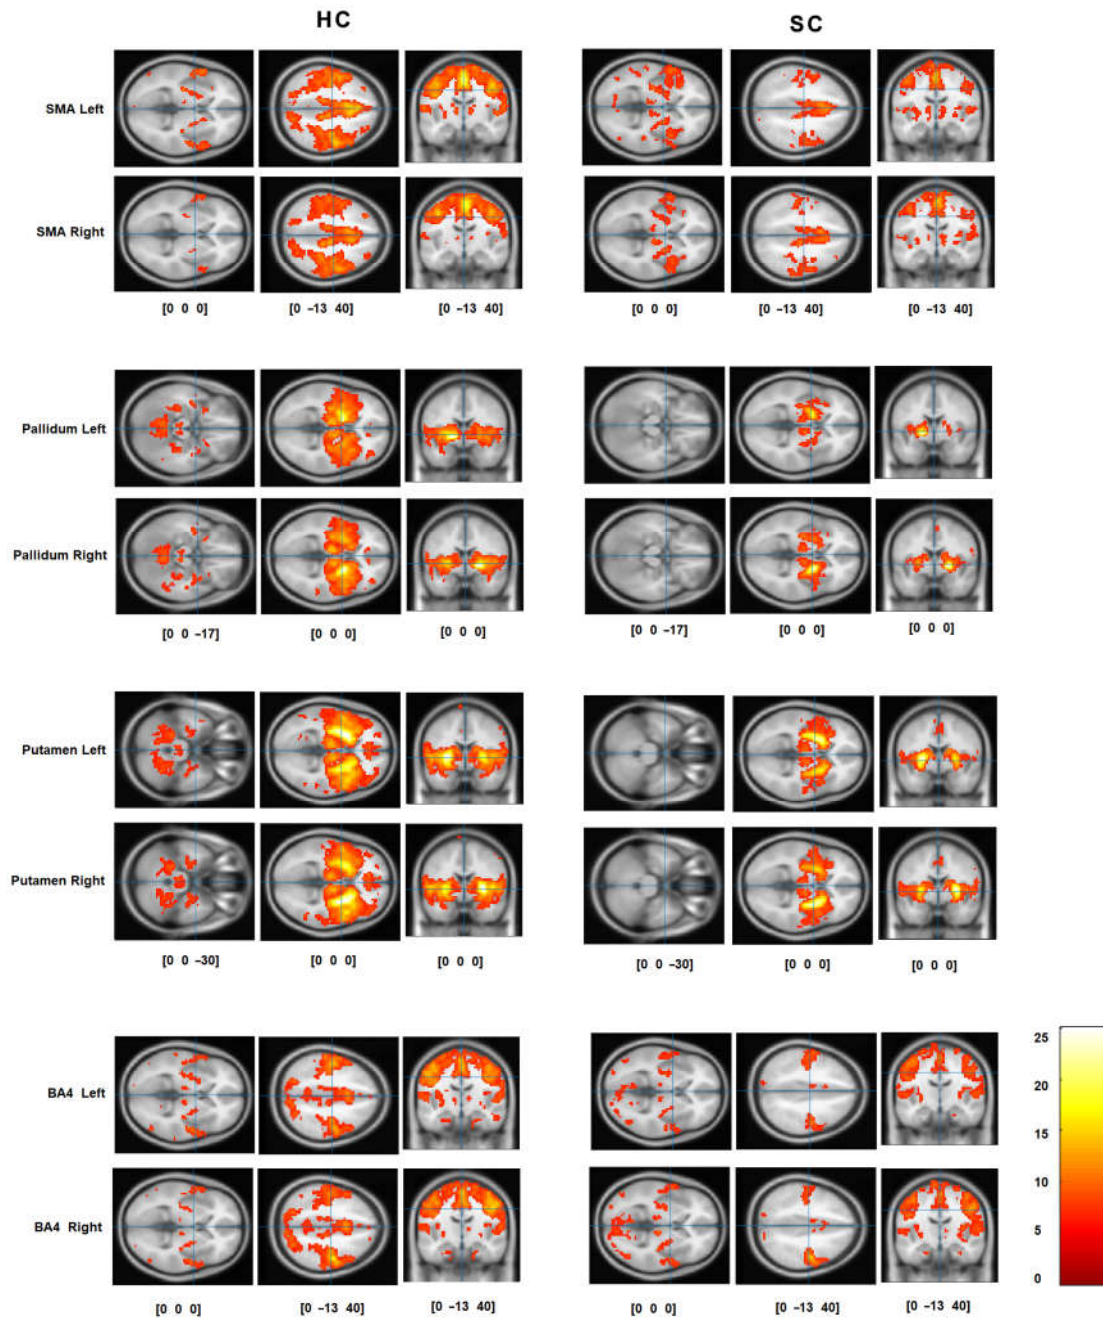 HC
SC
SMA Left
SMA Right
[0 0 0]
[0 −13 40]
[0 −13 40]
[0 0 0]
[0 −13 40]
[0 −13 40]
Pallidum Left
Pallidum Right
[0 0 −17]
[0 0 0]
[0 0 0]
[0 0 −17]
[0 0 0]
[0 0 0]
Putamen Left
Putamen Right
[0 0 −30]
[0 0 0]
[0 0 0]
[0 0 −30]
[0 0 0]
[0 0 0]
BA4 Left
BA4 Right
[0 0 0]
[0 −13 40]
[0 −13 40]
[0 0 0]
[0 −13 40]
[0 −13 40]
25
20
15
10
5
0